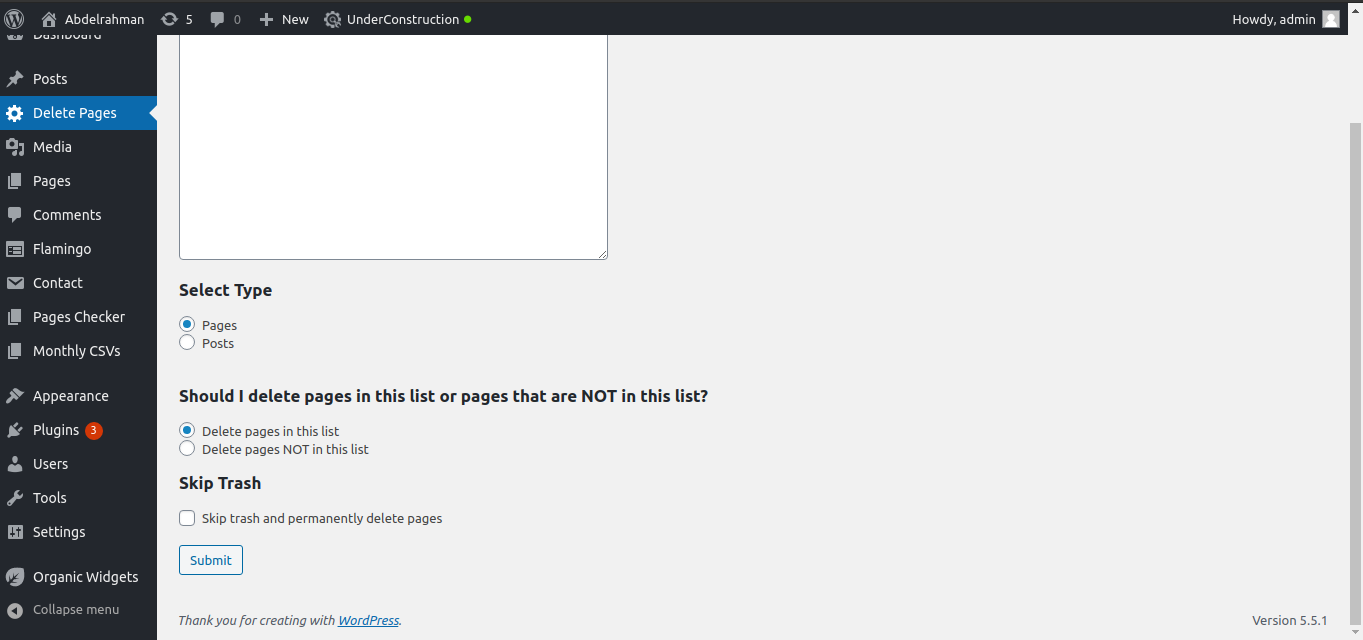 Abdelrahman 5 0 New UnderConstruction Howdy, admin
Dashboard
Posts
Delete Pages
Media
Pages
Comments
Flamingo
Contact
Pages Checker
Monthly CSVs
Appearance
Plugins 3
Users
Tools
Settings
Organic Widgets
Collapse menu
Select Type
Pages
Posts
Should I delete pages in this list or pages that are NOT in this list?
Delete pages in this list
Delete pages NOT in this list
Skip Trash
Skip trash and permanently delete pages
Submit
Thank you for creating with WordPress. Version 5.5.1